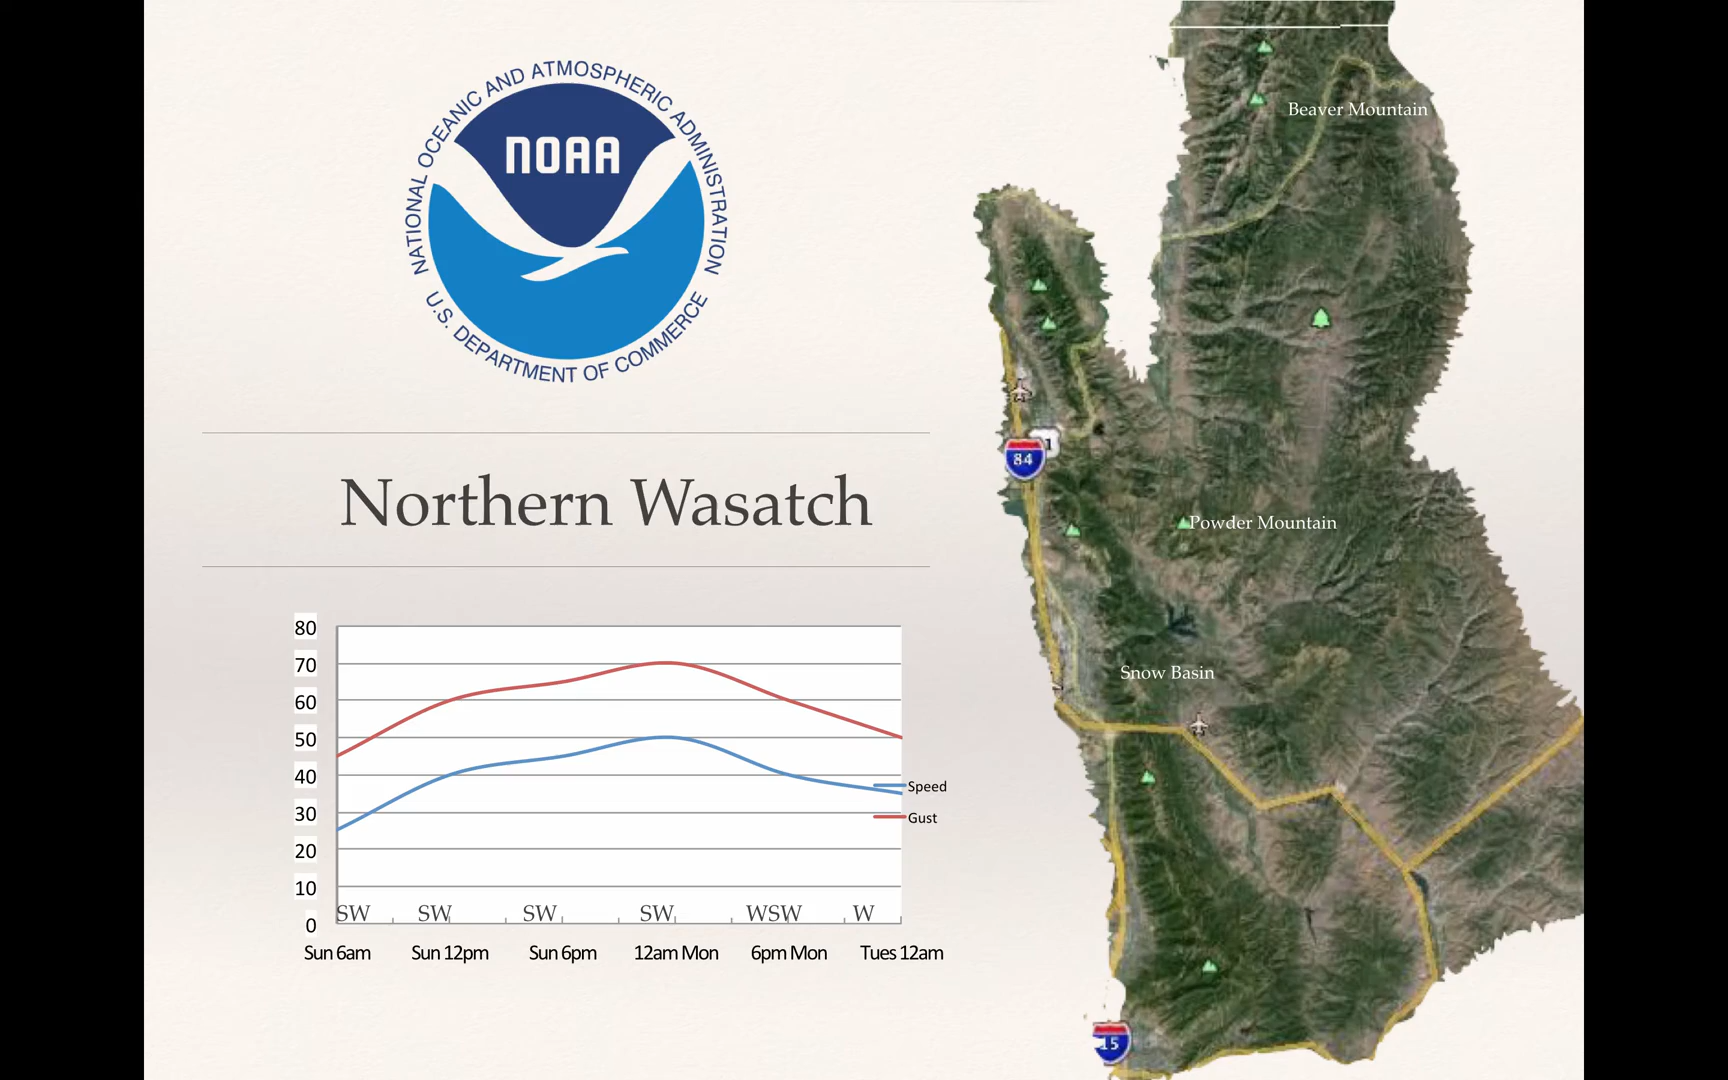 NATIONAL OCEANIC AND ATMOSPHERIC ADMINISTRATION
NOAA
U.S. DEPARTMENT OF COMMERCE
Northern Wasatch
80
70
60
50
40
30
20
10
0
Speed
Gust
SW SW SW SW WSW W
Sun 6am Sun 12pm Sun 6pm 12am Mon 6pm Mon Tues 12am
Beaver Mountain
1
84
Powder Mountain
Snow Basin
15